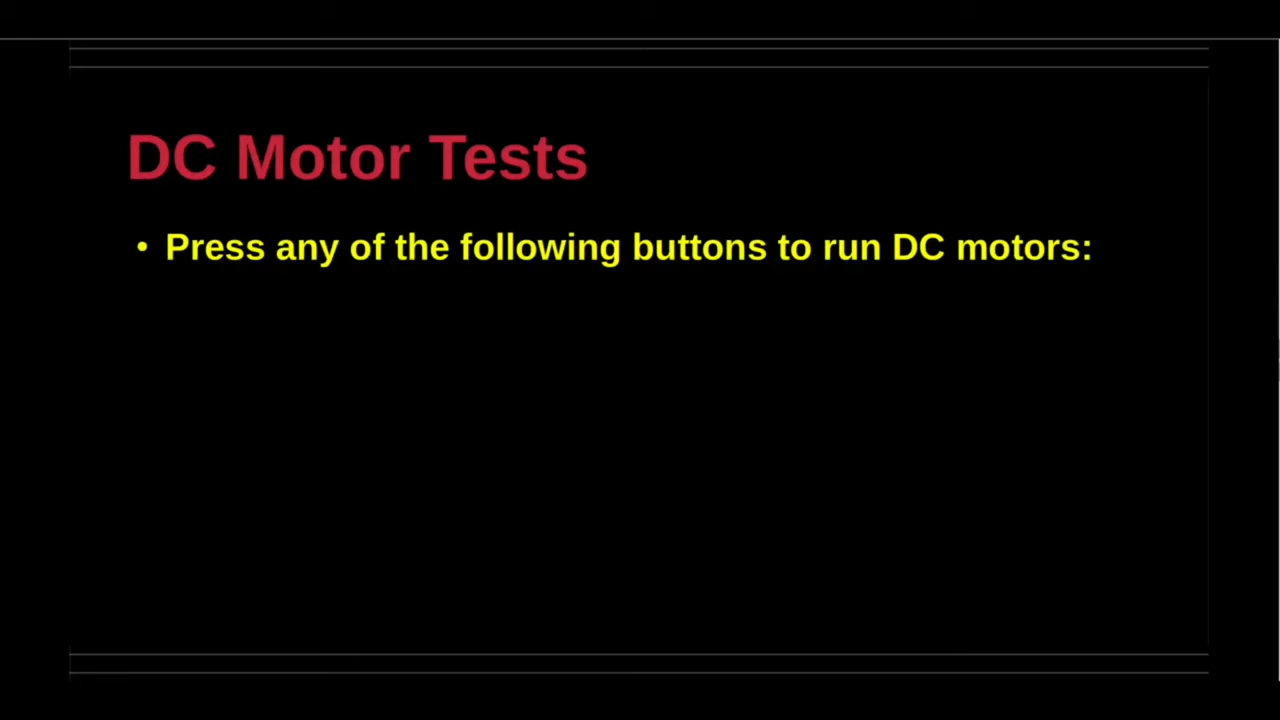 DC Motor Tests
• Press any of the following buttons to run DC motors: